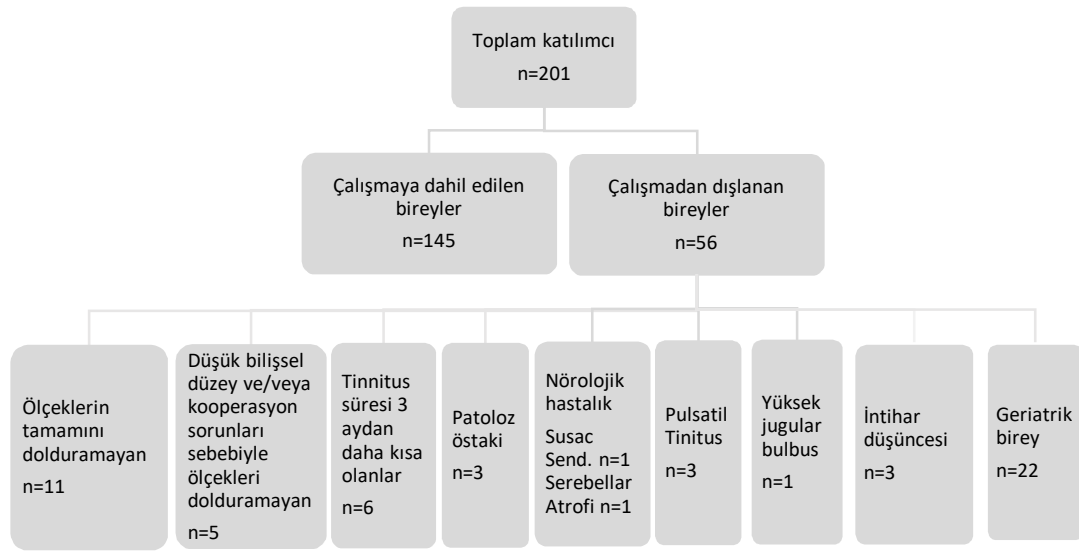 Toplam katılımcı
n=201
Çalışmaya dahil edilen
bireyler
n=145
Çalışmadan dışlanan
bireyler
n=56
Ölçeklerin
tamamını
dolduramayan
n=11
Düşük bilişsel
düzey ve/veya
kooperasyon
sorunları
sebebiyle
ölçekleri
dolduramayan
n=5
Tinnitus
süresi 3
aydan
daha kısa
olanlar
n=6
Patoloz
östaki
n=3
Nörolojik
hastalık
Susac
Send. n=1
Serebellar
Atrofi n=1
Pulsatil
Tinitus
n=3
Yüksek
jugular
bulbus
n=1
İntihar
düşüncesi
n=3
Geriatrik
birey
n=22